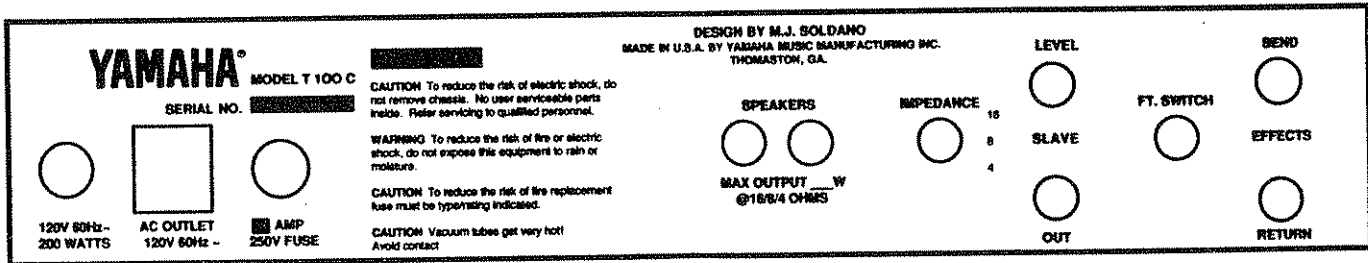 YAMAHA® MODEL T 100 C
SERIAL NO.
120V 60Hz~
200 WATTS
AC OUTLET
120V 60Hz ~
AMP
250V FUSE
CAUTION To reduce the risk of electric shock, do
not remove chassis. No user serviceable parts
inside. Refer servicing to qualified personnel.
WARNING To reduce the risk of fire or electric
shock, do not expose this equipment to rain or
moisture.
CAUTION To reduce the risk of fire replacement
fuse must be type/rating indicated.
CAUTION Vacuum tubes get very hot!
Avoid contact
DESIGN BY M.J. SOLDANO
MADE IN U.S.A. BY YAMAHA MUSIC MANUFACTURING INC.
THOMASTON, GA.
SPEAKERS
MAX OUTPUT ___W
@16/8/4 OHMS
IMPEDANCE
16
8
4
LEVEL
SLAVE
OUT
FT. SWITCH
SEND
EFFECTS
RETURN